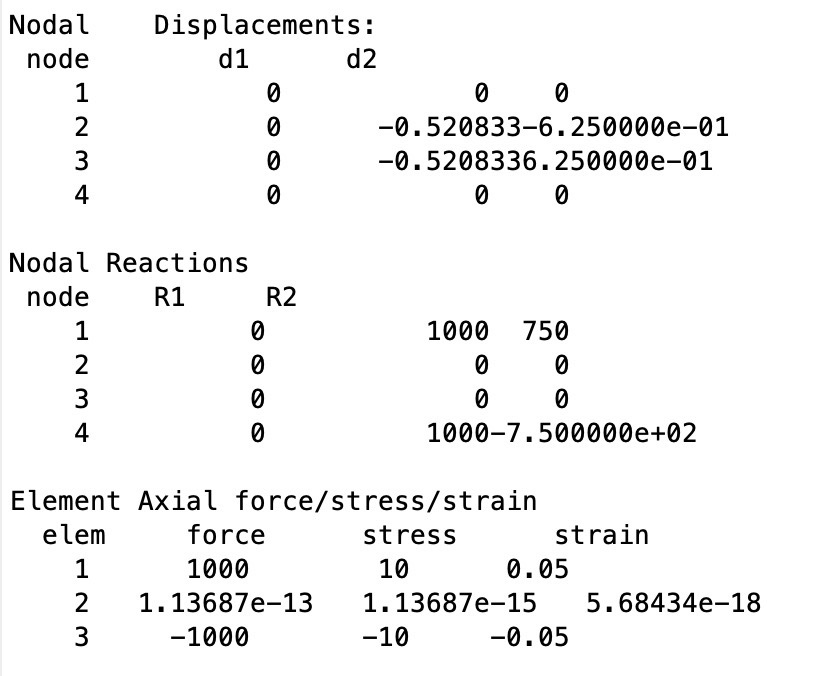 Nodal    Displacements:
 node        d1      d2
    1           0            0    0
    2           0      -0.520833-6.250000e-01
    3           0      -0.5208336.250000e-01
    4           0            0    0

Nodal Reactions
 node    R1     R2
    1          0          1000  750
    2          0             0    0
    3          0             0    0
    4          0          1000-7.500000e+02

Element Axial force/stress/strain
  elem     force      stress      strain
    1      1000        10      0.05
    2   1.13687e-13   1.13687e-15   5.68434e-18
    3     -1000       -10     -0.05